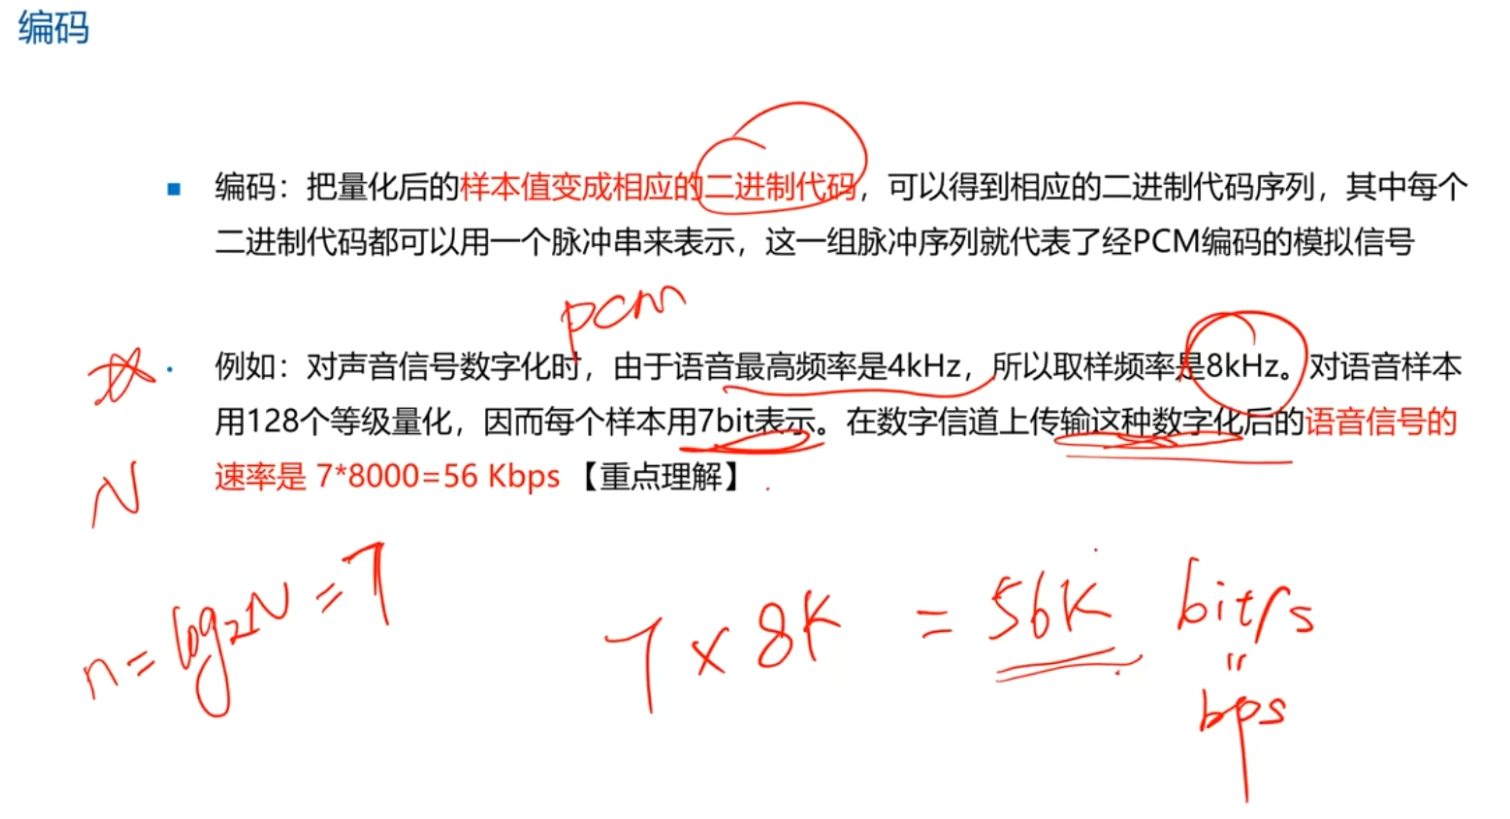 编码
编码：把量化后的样本值变成相应的二进制代码，可以得到相应的二进制代码序列，其中每个
二进制代码都可以用一个脉冲串来表示，这一组脉冲序列就代表了经PCM编码的模拟信号
pcm
例如：对声音信号数字化时，由于语音最高频率是4kHz，所以取样频率是8kHz。对语音样本
用128个等级量化，因而每个样本用7bit表示。在数字信道上传输这种数字化后的语音信号的
速率是 7*8000=56 Kbps 【重点理解】
N
n=log₂N=7
7×8K = 56K bit/s
"
bps